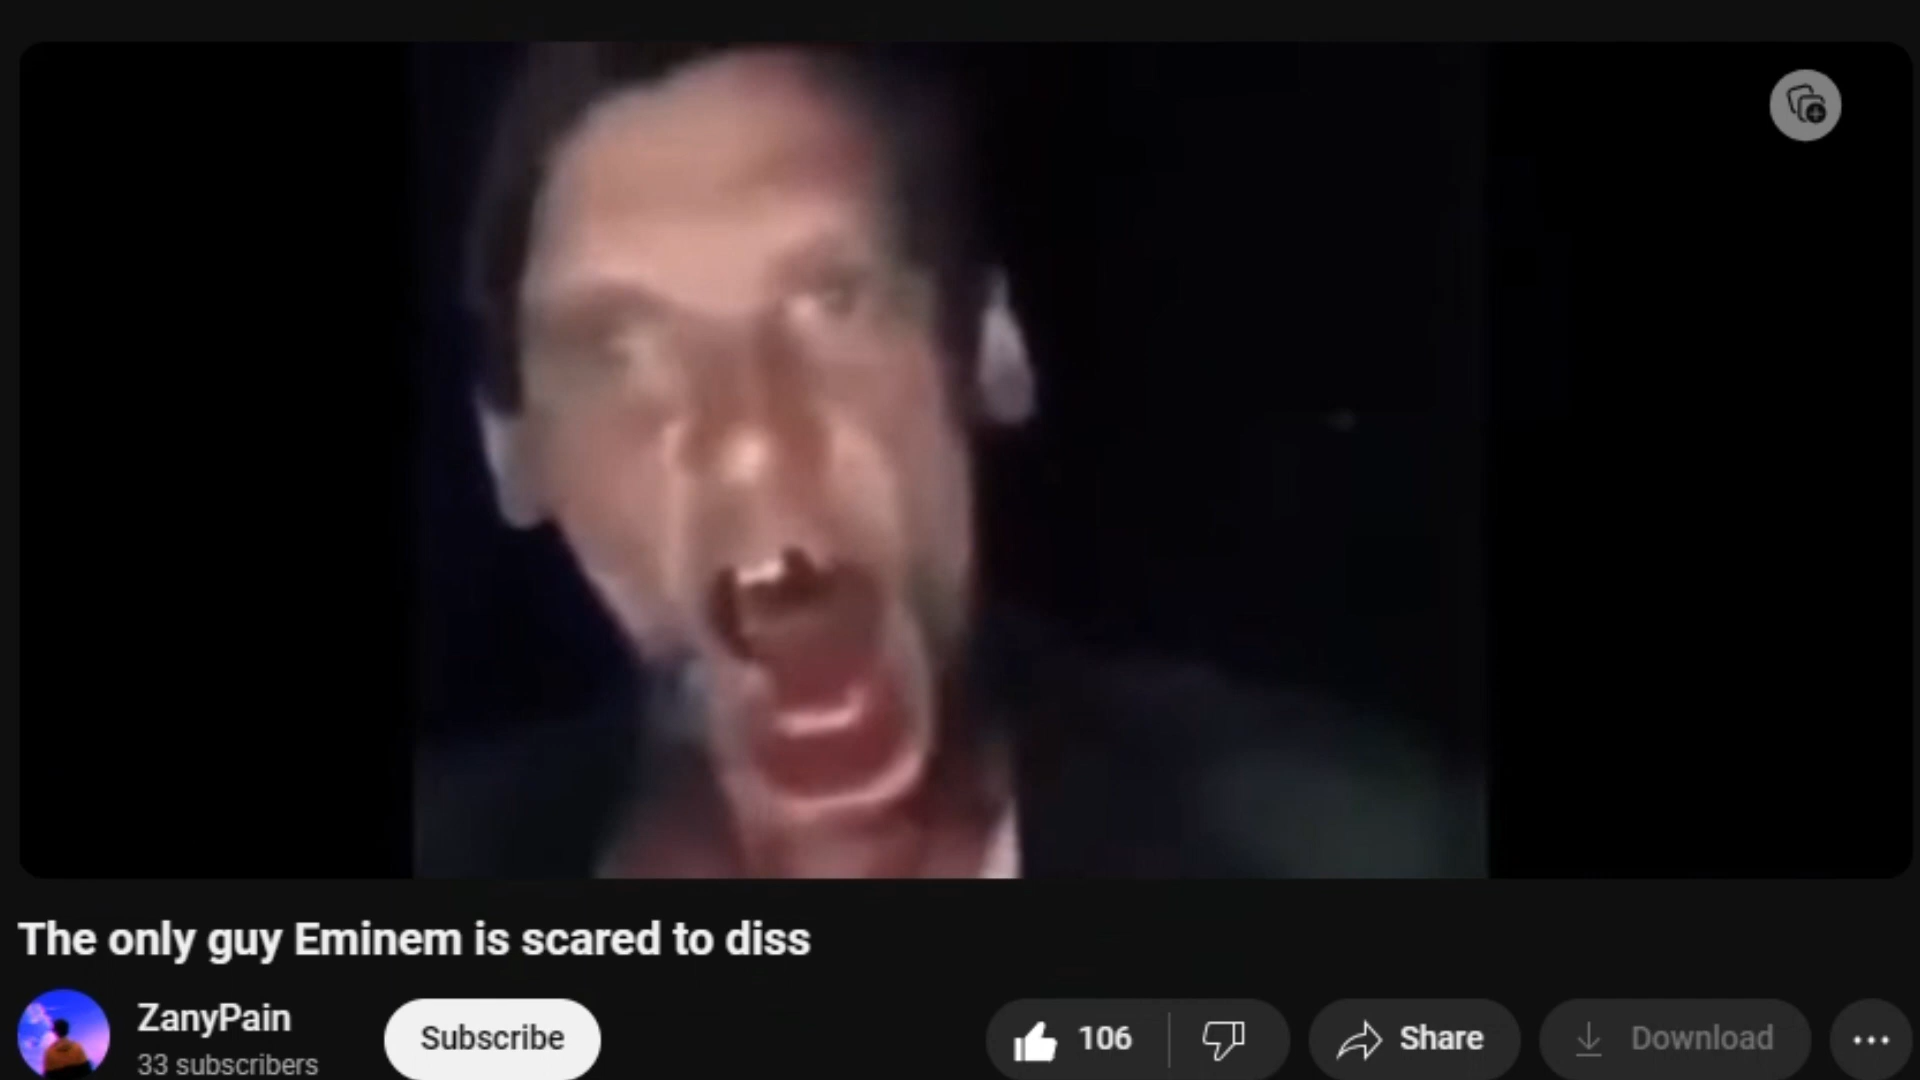 The only guy Eminem is scared to diss
ZanyPain
33 subscribers
Subscribe
106
Share
Download